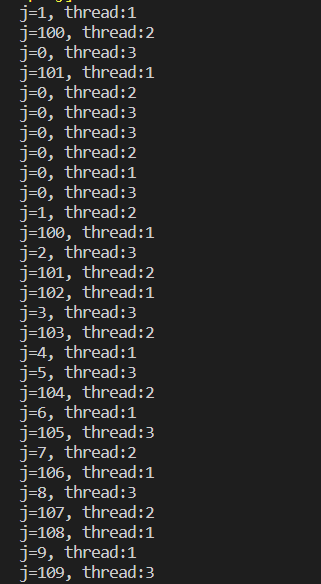 j=1, thread:1
j=100, thread:2
j=0, thread:3
j=101, thread:1
j=0, thread:2
j=0, thread:3
j=0, thread:3
j=0, thread:2
j=0, thread:1
j=0, thread:3
j=1, thread:2
j=100, thread:1
j=2, thread:3
j=101, thread:2
j=102, thread:1
j=3, thread:3
j=103, thread:2
j=4, thread:1
j=5, thread:3
j=104, thread:2
j=6, thread:1
j=105, thread:3
j=7, thread:2
j=106, thread:1
j=8, thread:3
j=107, thread:2
j=108, thread:1
j=9, thread:1
j=109, thread:3